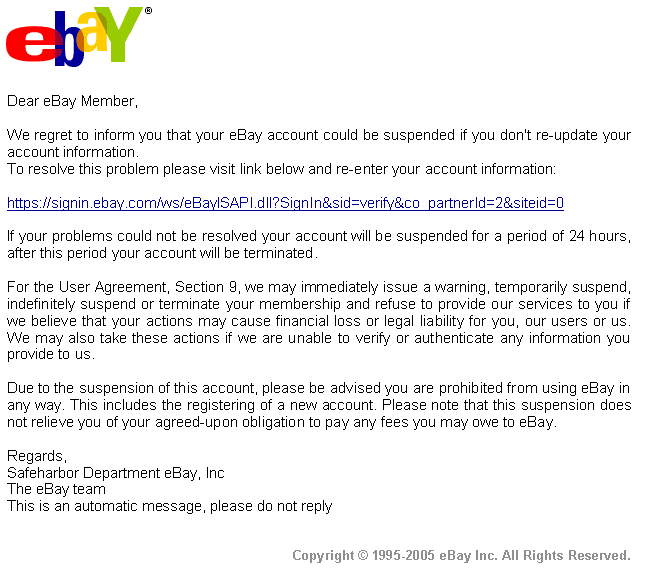 ebaY®
Dear eBay Member,
We regret to inform you that your eBay account could be suspended if you don't re-update your
account information.
To resolve this problem please visit link below and re-enter your account information:
https://signin.ebay.com/ws/eBayISAPI.dll?SignIn&sid=verify&co_partnerId=2&siteid=0
If your problems could not be resolved your account will be suspended for a period of 24 hours,
after this period your account will be terminated.
For the User Agreement, Section 9, we may immediately issue a warning, temporarily suspend,
indefinitely suspend or terminate your membership and refuse to provide our services to you if
we believe that your actions may cause financial loss or legal liability for you, our users or us.
We may also take these actions if we are unable to verify or authenticate any information you
provide to us.
Due to the suspension of this account, please be advised you are prohibited from using eBay in
any way. This includes the registering of a new account. Please note that this suspension does
not relieve you of your agreed-upon obligation to pay any fees you may owe to eBay.
Regards,
Safeharbor Department eBay, Inc
The eBay team
This is an automatic message, please do not reply
Copyright © 1995-2005 eBay Inc. All Rights Reserved.